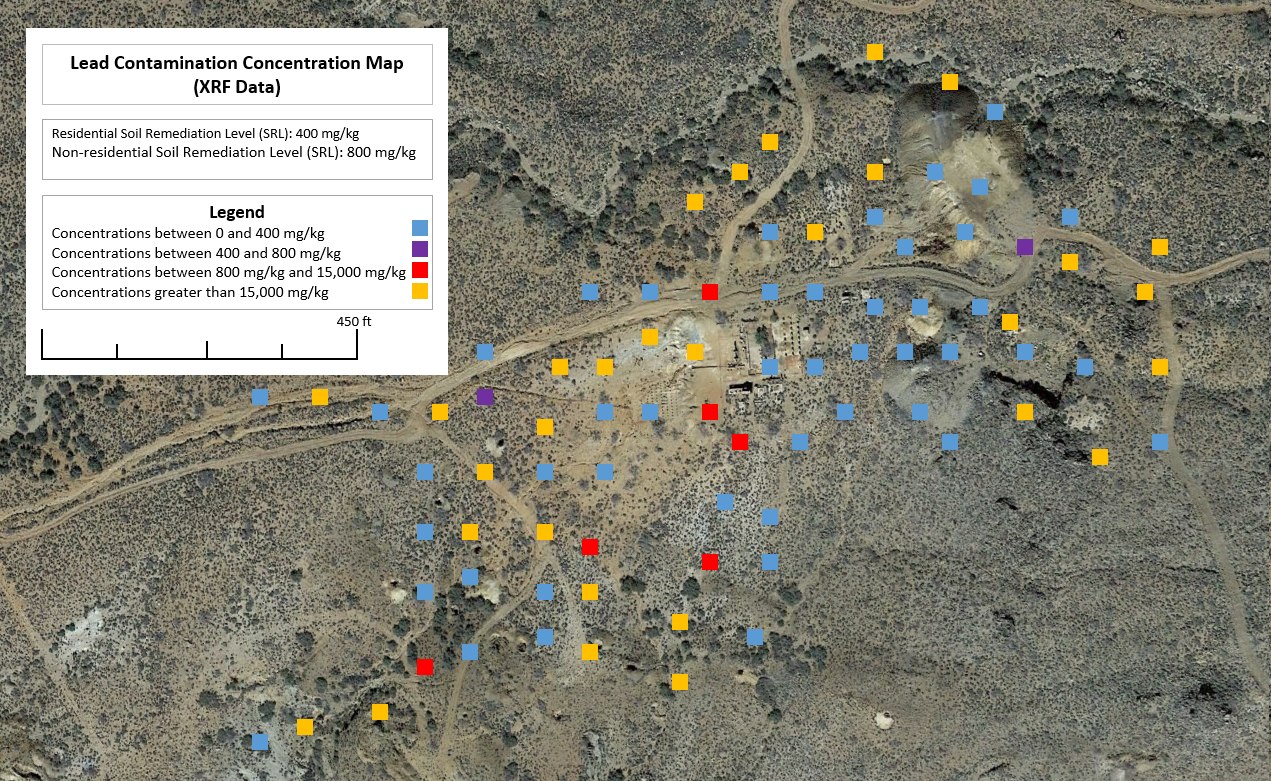 Lead Contamination Concentration Map
(XRF Data)
Residential Soil Remediation Level (SRL): 400 mg/kg
Non-residential Soil Remediation Level (SRL): 800 mg/kg
Legend
Concentrations between 0 and 400 mg/kg
Concentrations between 400 and 800 mg/kg
Concentrations between 800 mg/kg and 15,000 mg/kg
Concentrations greater than 15,000 mg/kg
450 ft